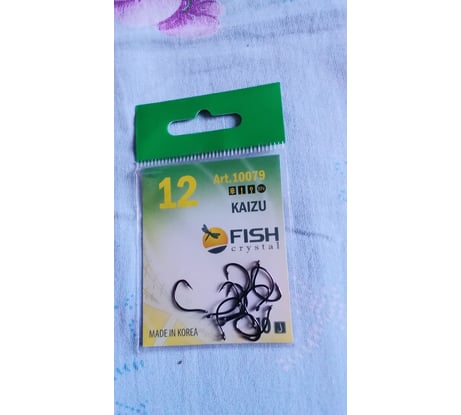 12
Art.10079
KAIZU
FISH
crystal
MADE IN KOREA